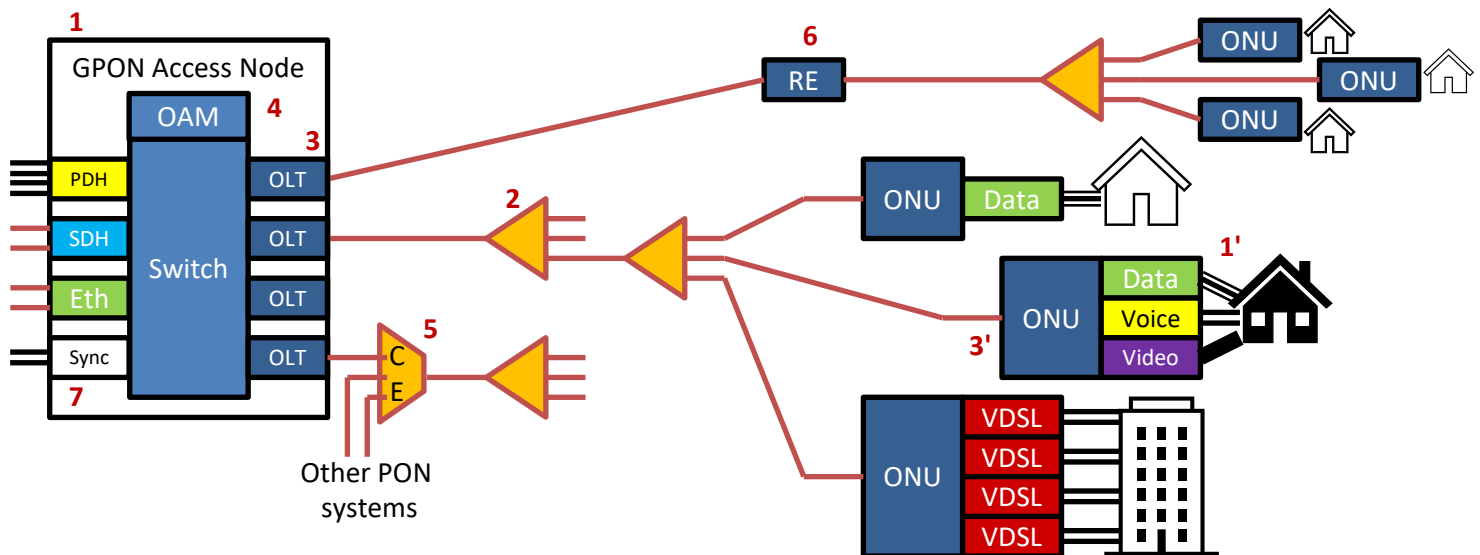 1
GPON Access Node
OAM
4
3
PDH
OLT
SDH
OLT
Switch
Eth
OLT
Sync
OLT
7
2
5
C
E
Other PON
systems
6
RE
ONU
ONU
ONU
ONU
Data
1'
ONU
Data
Voice
Video
3'
ONU
VDSL
VDSL
VDSL
VDSL